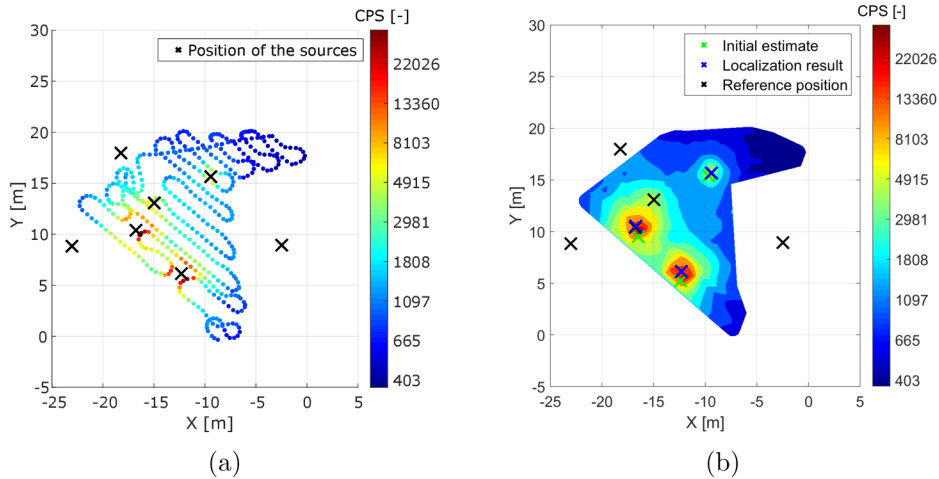 CPS [-]
30
25
20
15
10
5
0
-5
Y [m]
× Position of the sources
-25 -20 -15 -10 -5 0 5
X [m]
22026
13360
8103
4915
2981
1808
1097
665
403
(a)
CPS [-]
30
25
20
15
10
5
0
-5
Y [m]
× Initial estimate
× Localization result
× Reference position
-25 -20 -15 -10 -5 0 5
X [m]
22026
13360
8103
4915
2981
1808
1097
665
403
(b)